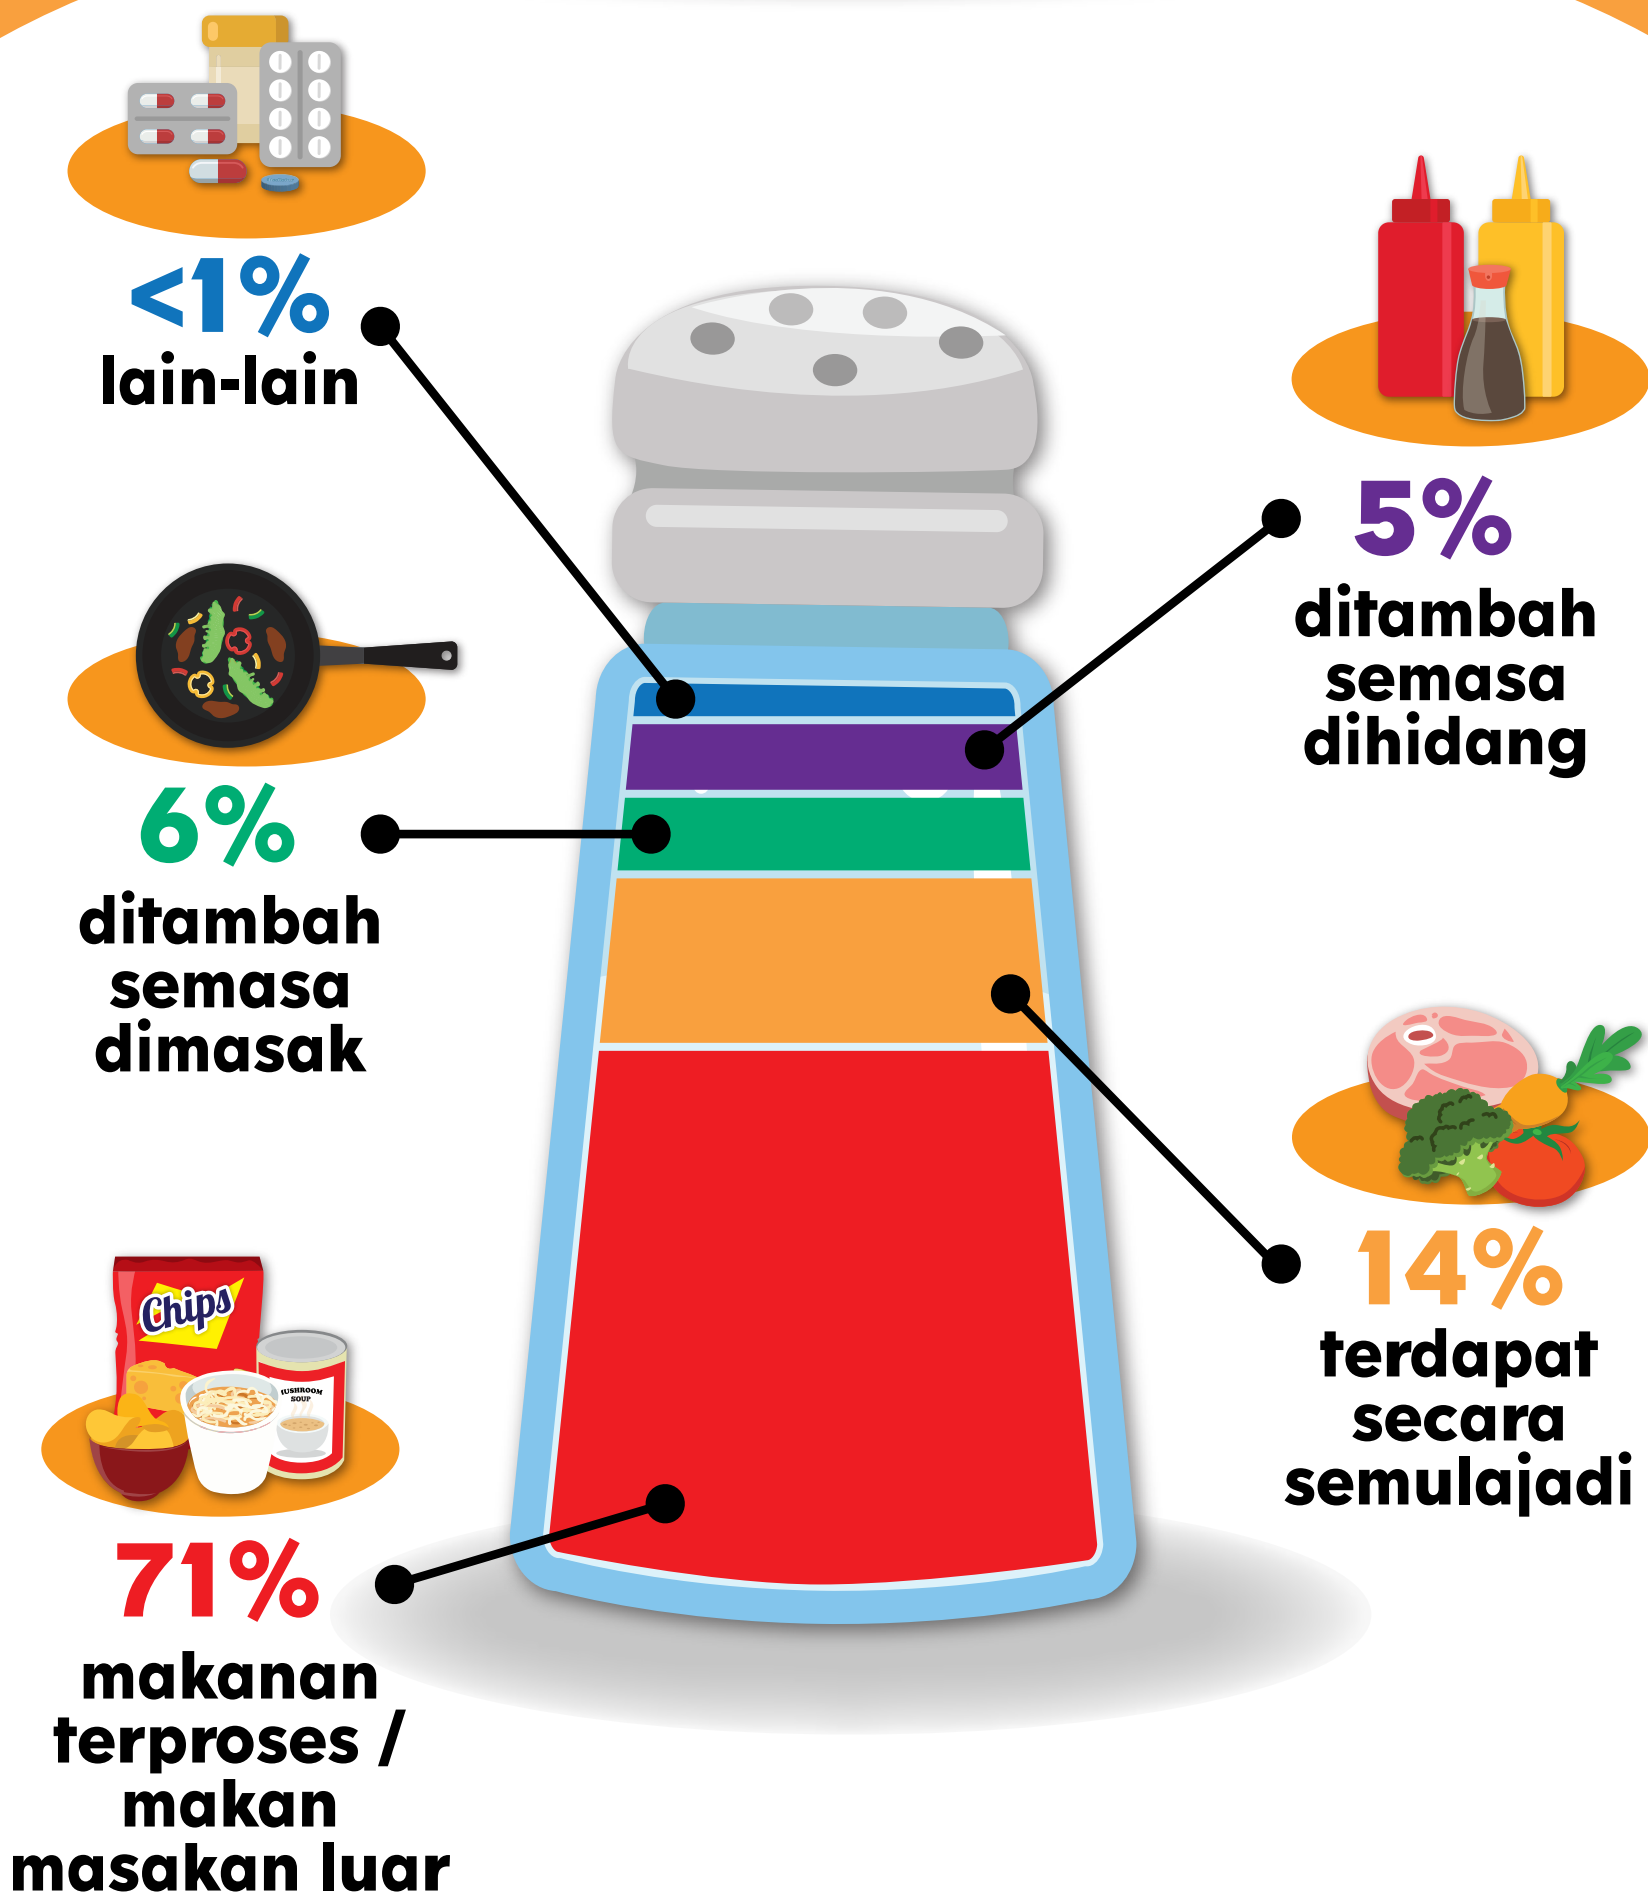 <1%
lain-lain
5%
ditambah
semasa
dihidang
6%
ditambah
semasa
dimasak
14%
terdapat
secara
semulajadi
Chips
SOUP
71%
makanan
terproses /
makan
masakan luar